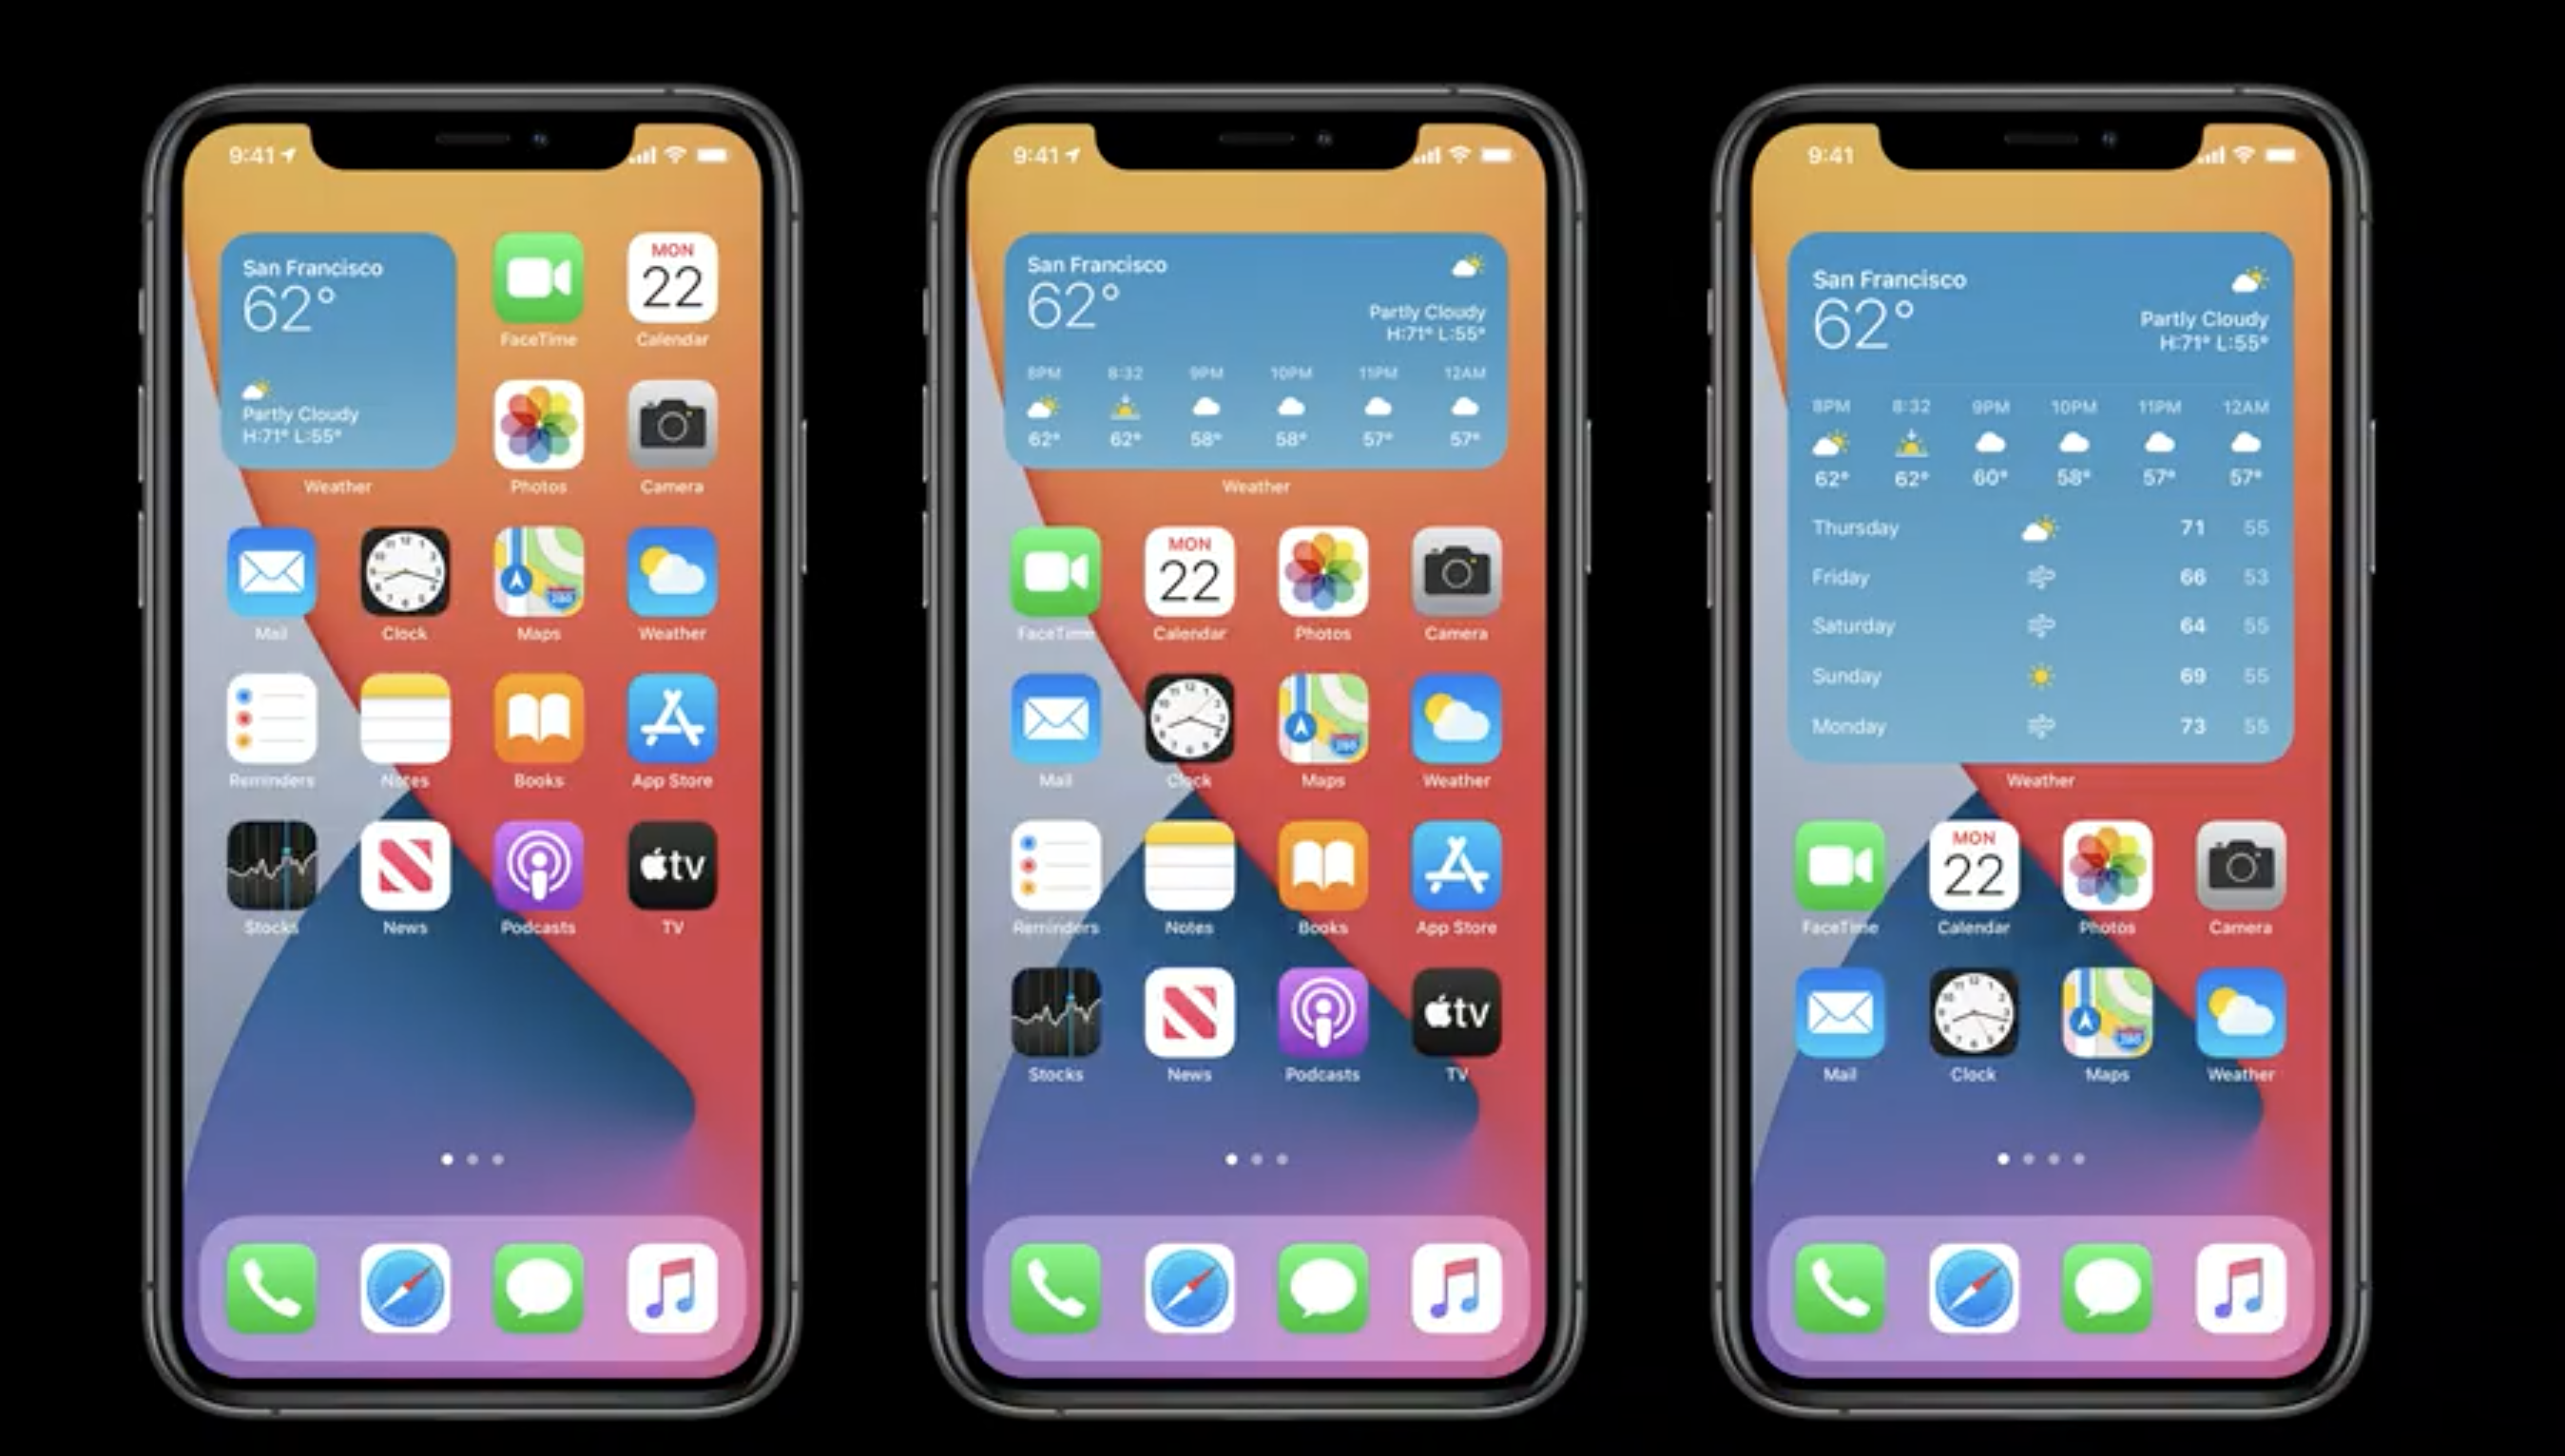 9:41
San Francisco
62°
Partly Cloudy
H:71° L:55°
Weather
FaceTime
MON
22
Calendar
Photos
Camera
Mail
Clock
Maps
Weather
Reminders
Notes
Books
App Store
Stocks
News
Podcasts
tv
TV
9:41
San Francisco
62°
Partly Cloudy
H:71° L:55°
8PM 8:32 9PM 10PM 11PM 12AM
62° 62° 58° 58° 57° 57°
Weather
FaceTime
MON
22
Calendar
Photos
Camera
Mail
Clock
Maps
Weather
Reminders
Notes
Books
App Store
Stocks
News
Podcasts
tv
TV
9:41
San Francisco
62°
Partly Cloudy
H:71° L:55°
8PM 8:32 9PM 10PM 11PM 12AM
62° 62° 60° 58° 57° 57°
Thursday 71 55
Friday 66 53
Saturday 64 55
Sunday 69 55
Monday 73 55
Weather
FaceTime
MON
22
Calendar
Photos
Camera
Mail
Clock
Maps
Weather